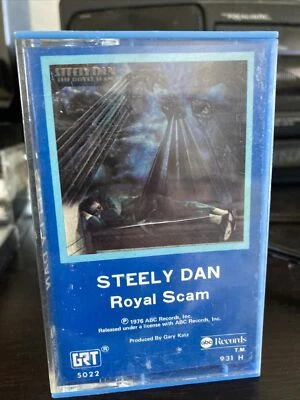 STEELY DAN
THE ROYAL SCAM
STEELY DAN
Royal Scam
℗ 1976 ABC Records, Inc.
Released under a license with ABC Records, Inc.
Produced By Gary Katz
GRT
5022
abc Records
T.M.
931 H